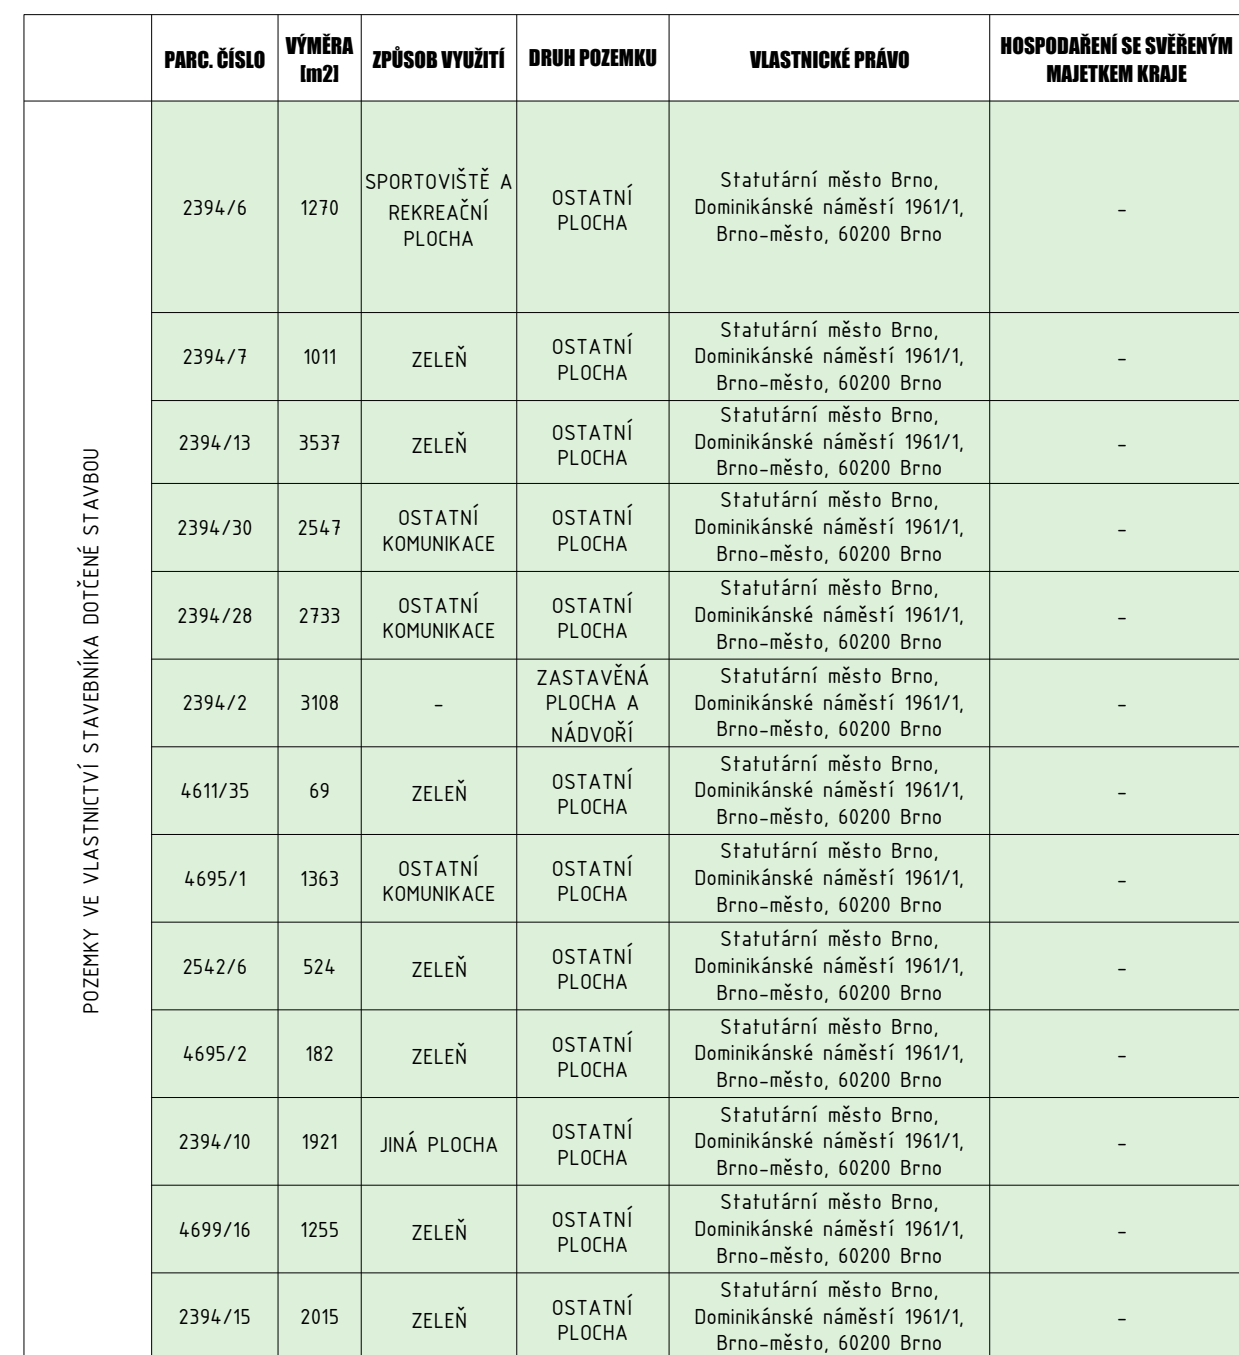 PARC. ČÍSLO
VÝMĚRA
[m2]
ZPŮSOB VYUŽITÍ
DRUH POZEMKU
VLASTNICKÉ PRÁVO
HOSPODAŘENÍ SE SVĚŘENÝM
MAJETKEM KRAJE
POZEMKY VE VLASTNICTVÍ STAVEBNÍKA DOTČENÉ STAVBOU
2394/6
1270
SPORTOVIŠTĚ A
REKREAČNÍ
PLOCHA
OSTATNÍ
PLOCHA
Statutární město Brno,
Dominikánské náměstí 1961/1,
Brno-město, 60200 Brno
-
2394/7
1011
ZELEŇ
OSTATNÍ
PLOCHA
Statutární město Brno,
Dominikánské náměstí 1961/1,
Brno-město, 60200 Brno
-
2394/13
3537
ZELEŇ
OSTATNÍ
PLOCHA
Statutární město Brno,
Dominikánské náměstí 1961/1,
Brno-město, 60200 Brno
-
2394/30
2547
OSTATNÍ
KOMUNIKACE
OSTATNÍ
PLOCHA
Statutární město Brno,
Dominikánské náměstí 1961/1,
Brno-město, 60200 Brno
-
2394/28
2733
OSTATNÍ
KOMUNIKACE
OSTATNÍ
PLOCHA
Statutární město Brno,
Dominikánské náměstí 1961/1,
Brno-město, 60200 Brno
-
2394/2
3108
-
ZASTAVĚNÁ
PLOCHA A
NÁDVOŘÍ
Statutární město Brno,
Dominikánské náměstí 1961/1,
Brno-město, 60200 Brno
-
4611/35
69
ZELEŇ
OSTATNÍ
PLOCHA
Statutární město Brno,
Dominikánské náměstí 1961/1,
Brno-město, 60200 Brno
-
4695/1
1363
OSTATNÍ
KOMUNIKACE
OSTATNÍ
PLOCHA
Statutární město Brno,
Dominikánské náměstí 1961/1,
Brno-město, 60200 Brno
-
2542/6
524
ZELEŇ
OSTATNÍ
PLOCHA
Statutární město Brno,
Dominikánské náměstí 1961/1,
Brno-město, 60200 Brno
-
4695/2
182
ZELEŇ
OSTATNÍ
PLOCHA
Statutární město Brno,
Dominikánské náměstí 1961/1,
Brno-město, 60200 Brno
-
2394/10
1921
JINÁ PLOCHA
OSTATNÍ
PLOCHA
Statutární město Brno,
Dominikánské náměstí 1961/1,
Brno-město, 60200 Brno
-
4699/16
1255
ZELEŇ
OSTATNÍ
PLOCHA
Statutární město Brno,
Dominikánské náměstí 1961/1,
Brno-město, 60200 Brno
-
2394/15
2015
ZELEŇ
OSTATNÍ
PLOCHA
Statutární město Brno,
Dominikánské náměstí 1961/1,
Brno-město, 60200 Brno
-